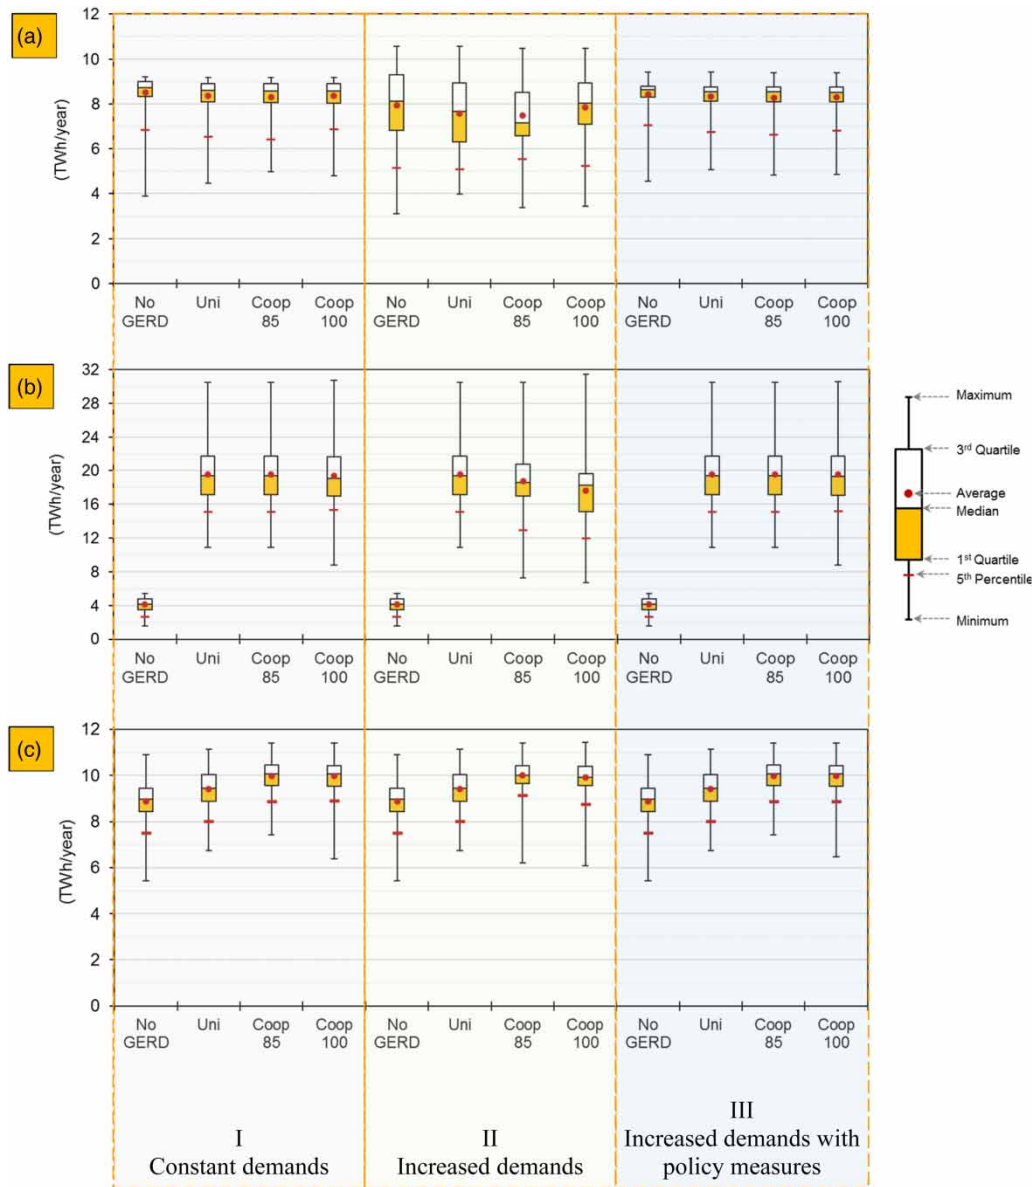 (a)
(TWh/year)
12
10
8
6
4
2
0
No GERD Uni Coop 85 Coop 100 No GERD Uni Coop 85 Coop 100 No GERD Uni Coop 85 Coop 100
(b)
(TWh/year)
32
28
24
20
16
12
8
4
0
No GERD Uni Coop 85 Coop 100 No GERD Uni Coop 85 Coop 100 No GERD Uni Coop 85 Coop 100
Maximum
3rd Quartile
Average
Median
1st Quartile
5th Percentile
Minimum
(c)
(TWh/year)
12
10
8
6
4
2
0
No GERD Uni Coop 85 Coop 100 No GERD Uni Coop 85 Coop 100 No GERD Uni Coop 85 Coop 100
I
Constant demands
II
Increased demands
III
Increased demands with
policy measures